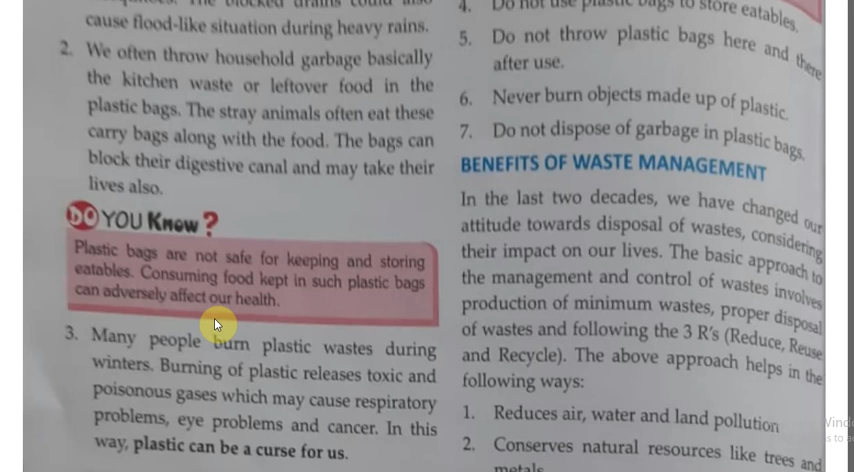 cause flood-like situation during heavy rains.
2. We often throw household garbage basically
the kitchen waste or leftover food in the
plastic bags. The stray animals often eat these
carry bags along with the food. The bags can
block their digestive canal and may take their
lives also.
DO YOU Know?
Plastic bags are not safe for keeping and storing
eatables. Consuming food kept in such plastic bags
can adversely affect our health.
3. Many people burn plastic wastes during
winters. Burning of plastic releases toxic and
poisonous gases which may cause respiratory
problems, eye problems and cancer. In this
way, plastic can be a curse for us.
4. Do not use plastic bags to store eatables.
5. Do not throw plastic bags here and there
after use.
6. Never burn objects made up of plastic.
7. Do not dispose of garbage in plastic bags.
BENEFITS OF WASTE MANAGEMENT
In the last two decades, we have changed our
attitude towards disposal of wastes, considering
their impact on our lives. The basic approach to
the management and control of wastes involves
production of minimum wastes, proper disposal
of wastes and following the 3 R's (Reduce, Reuse
and Recycle). The above approach helps in the
following ways:
1. Reduces air, water and land pollution
2. Conserves natural resources like trees and
metals